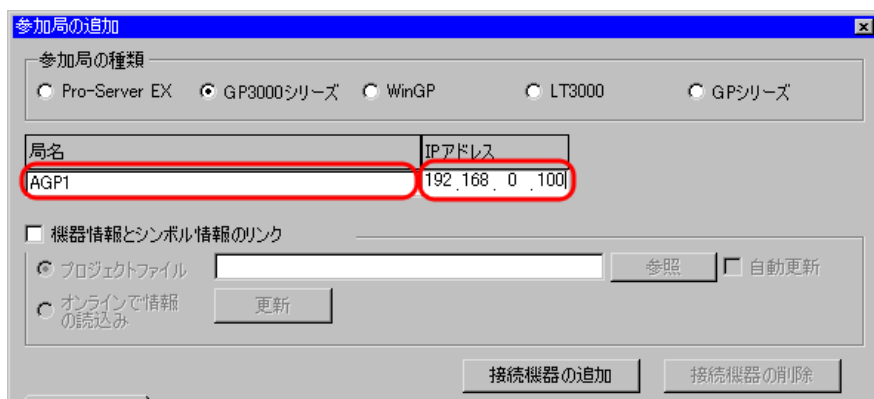 参加局の追加
参加局の種類
Pro-Server EX GP3000シリーズ WinGP LT3000 GPシリーズ
局名 IPアドレス
AGP1 192.168.0.100
機器情報とシンボル情報のリンク
プロジェクトファイル 参照 自動更新
オンラインで情報
の読込み 更新
接続機器の追加 接続機器の削除